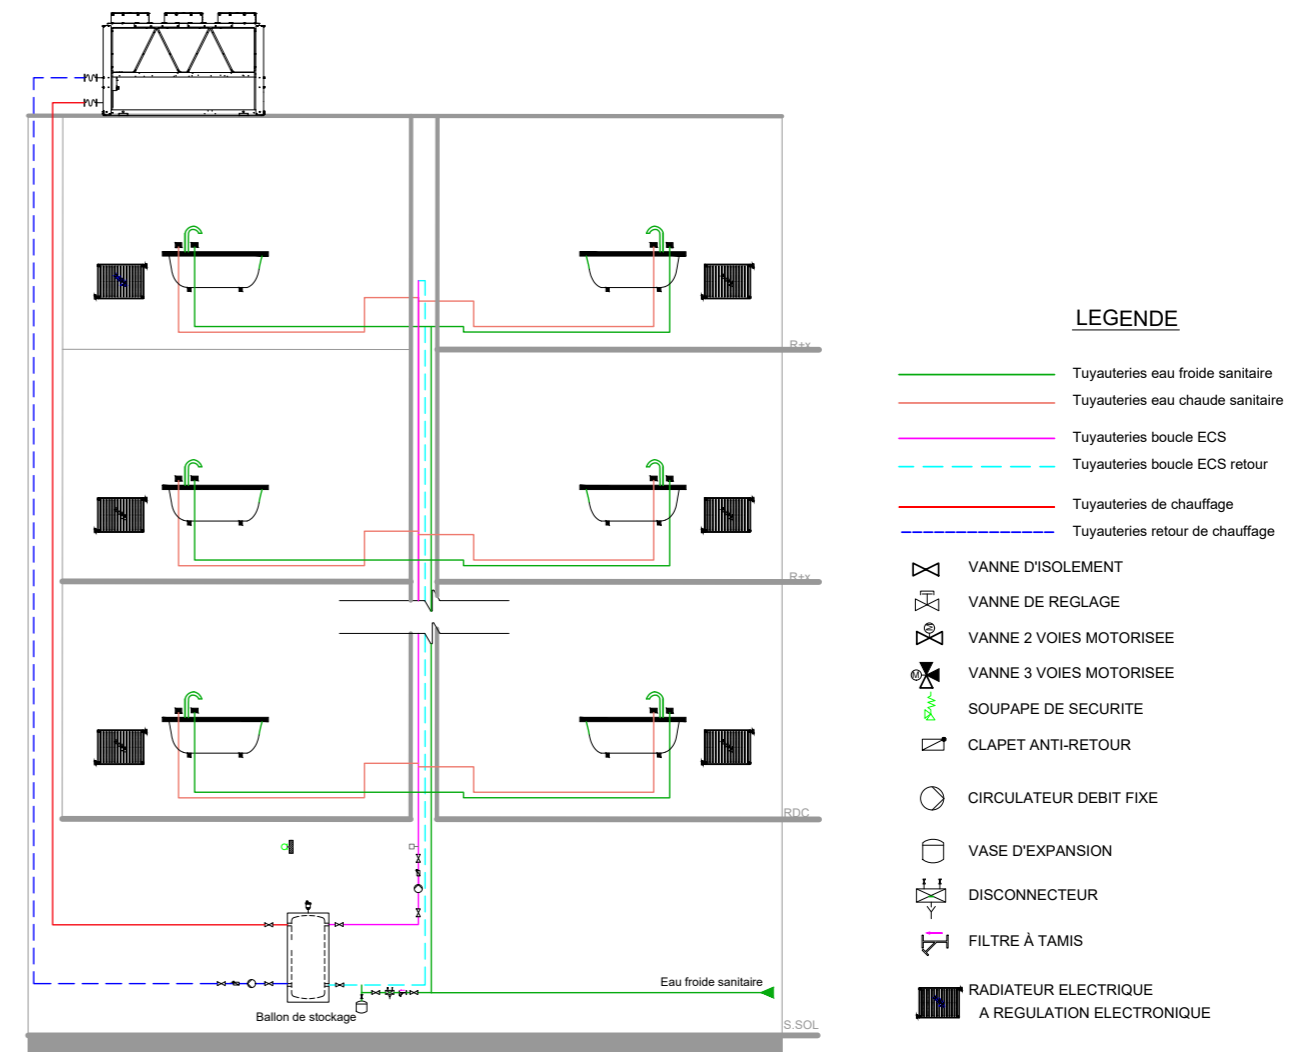 LEGENDE
Tuyauteries eau froide sanitaire
Tuyauteries eau chaude sanitaire
Tuyauteries boucle ECS
Tuyauteries boucle ECS retour
Tuyauteries de chauffage
Tuyauteries retour de chauffage
VANNE D'ISOLEMENT
VANNE DE REGLAGE
VANNE 2 VOIES MOTORISEE
M
VANNE 3 VOIES MOTORISEE
SOUPAPE DE SECURITE
CLAPET ANTI-RETOUR
CIRCULATEUR DEBIT FIXE
VASE D'EXPANSION
DISCONNECTEUR
FILTRE À TAMIS
RADIATEUR ELECTRIQUE
A REGULATION ELECTRONIQUE
R+x
R+x
RDC
Eau froide sanitaire
Ballon de stockage
S.SOL